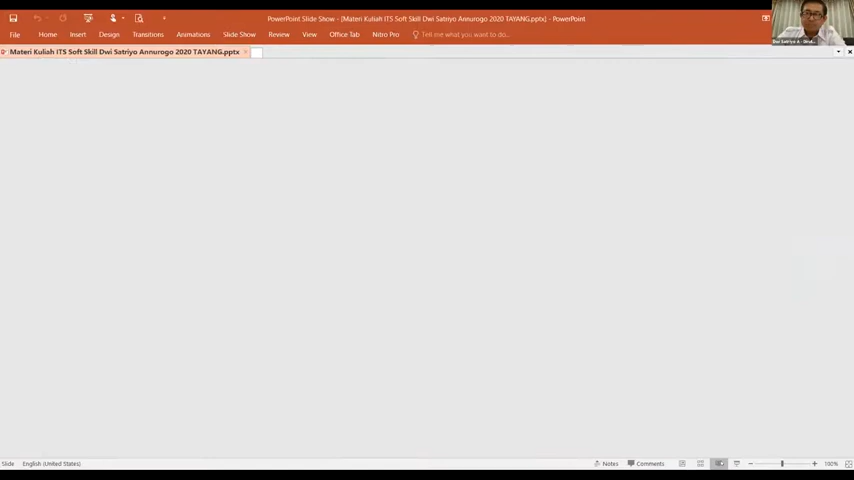 PowerPoint Slide Show - [Materi Kuliah ITS Soft Skill Dwi Satriyo Annurogo 2020 TAYANG.pptx] - PowerPoint
File Home Insert Design Transitions Animations Slide Show Review View Office Tab Nitro Pro Tell me what you want to do...
Dwi Satriyo A -
Materi Kuliah ITS Soft Skill Dwi Satriyo Annurogo 2020 TAYANG.pptx
Slide English (United States) Notes Comments 100%